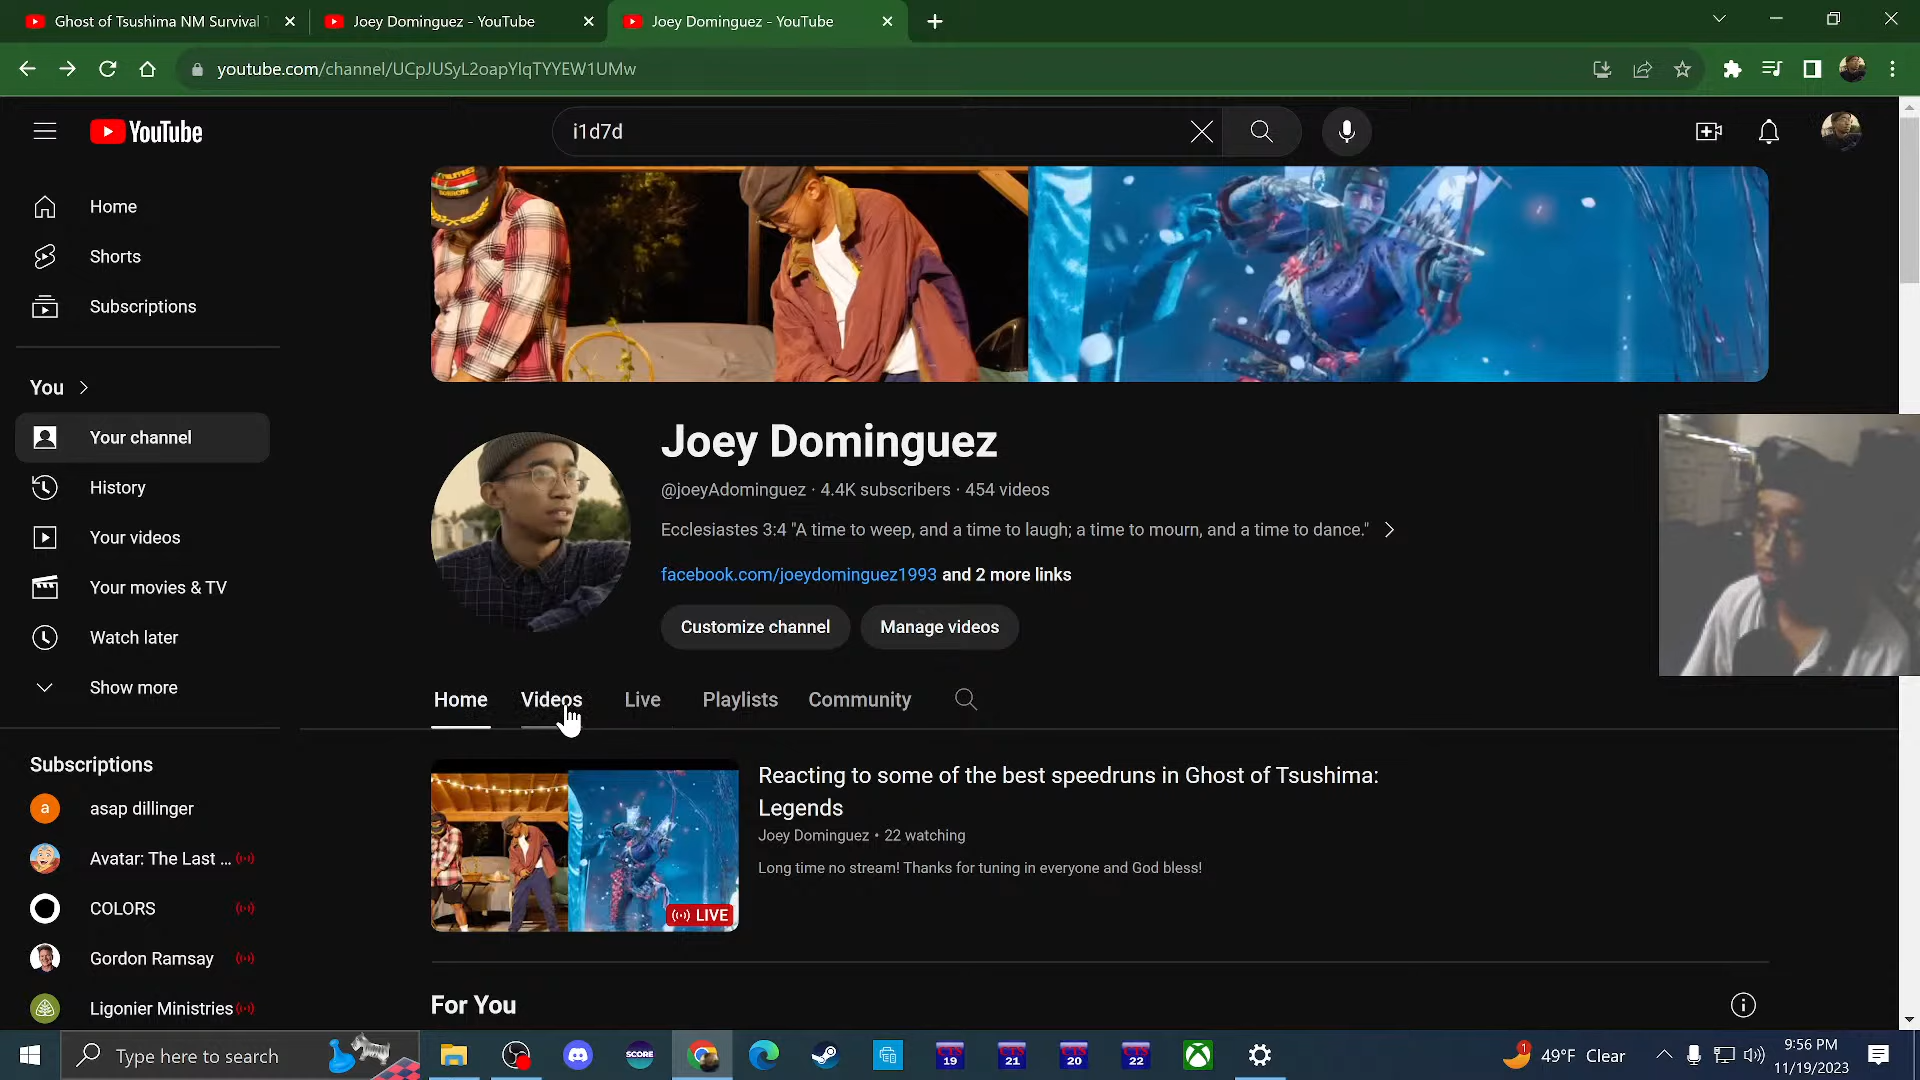 Ghost of Tsushima NM Survival
Joey Dominguez - YouTube
Joey Dominguez - YouTube
youtube.com/channel/UCpJUSyL2oapYlqTYYEW1UMw
YouTube
i1d7d
Home
Shorts
Subscriptions
You
Your channel
History
Your videos
Your movies & TV
Watch later
Show more
Subscriptions
a
asap dillinger
Avatar: The Last ...
COLORS
Gordon Ramsay
Ligonier Ministries
Joey Dominguez
@joeyAdominguez · 4.4K subscribers · 454 videos
Ecclesiastes 3:4 "A time to weep, and a time to laugh; a time to mourn, and a time to dance."
facebook.com/joeydominguez1993 and 2 more links
Customize channel
Manage videos
Home
Videos
Live
Playlists
Community
Reacting to some of the best speedruns in Ghost of Tsushima:
Legends
Joey Dominguez • 22 watching
Long time no stream! Thanks for tuning in everyone and God bless!
LIVE
For You
Type here to search
SCORE
CTS 19
CTS 21
CTS 20
CTS 22
1
49°F Clear
9:56 PM
11/19/2023